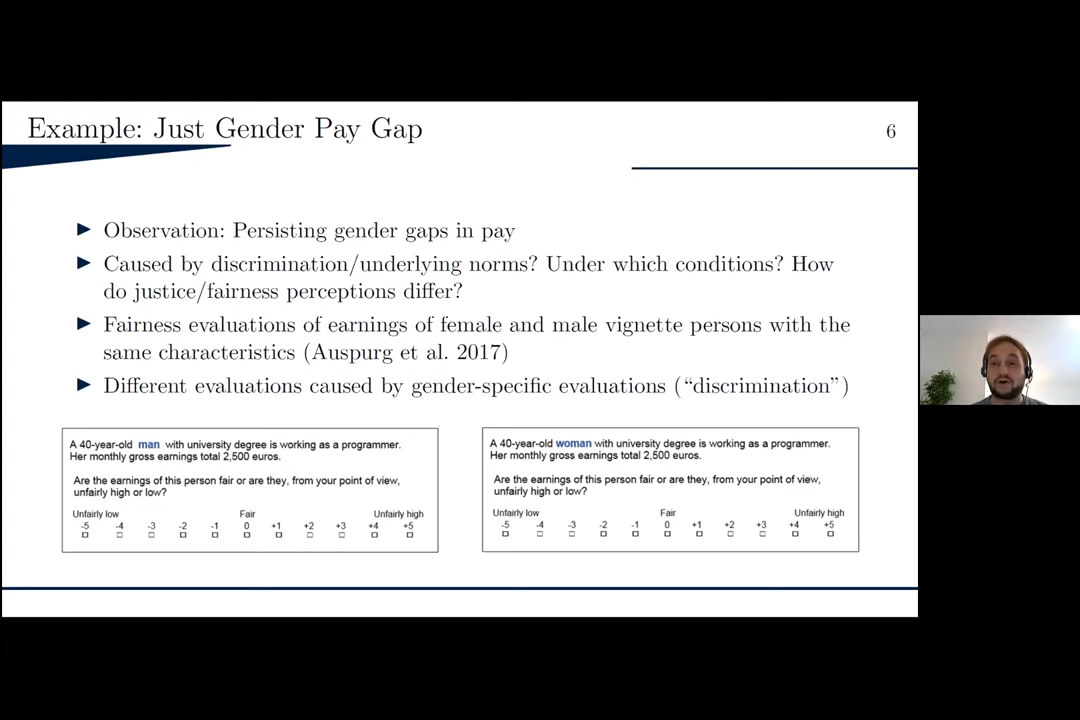 Example: Just Gender Pay Gap
6
▶ Observation: Persisting gender gaps in pay
▶ Caused by discrimination/underlying norms? Under which conditions? How
do justice/fairness perceptions differ?
▶ Fairness evaluations of earnings of female and male vignette persons with the
same characteristics (Auspurg et al. 2017)
▶ Different evaluations caused by gender-specific evaluations (“discrimination”)
A 40-year-old man with university degree is working as a programmer.
Her monthly gross earnings total 2,500 euros.
Are the earnings of this person fair or are they, from your point of view,
unfairly high or low?
Unfairly low Fair Unfairly high
-5 -4 -3 -2 -1 0 +1 +2 +3 +4 +5
A 40-year-old woman with university degree is working as a programmer.
Her monthly gross earnings total 2,500 euros.
Are the earnings of this person fair or are they, from your point of view,
unfairly high or low?
Unfairly low Fair Unfairly high
-5 -4 -3 -2 -1 0 +1 +2 +3 +4 +5